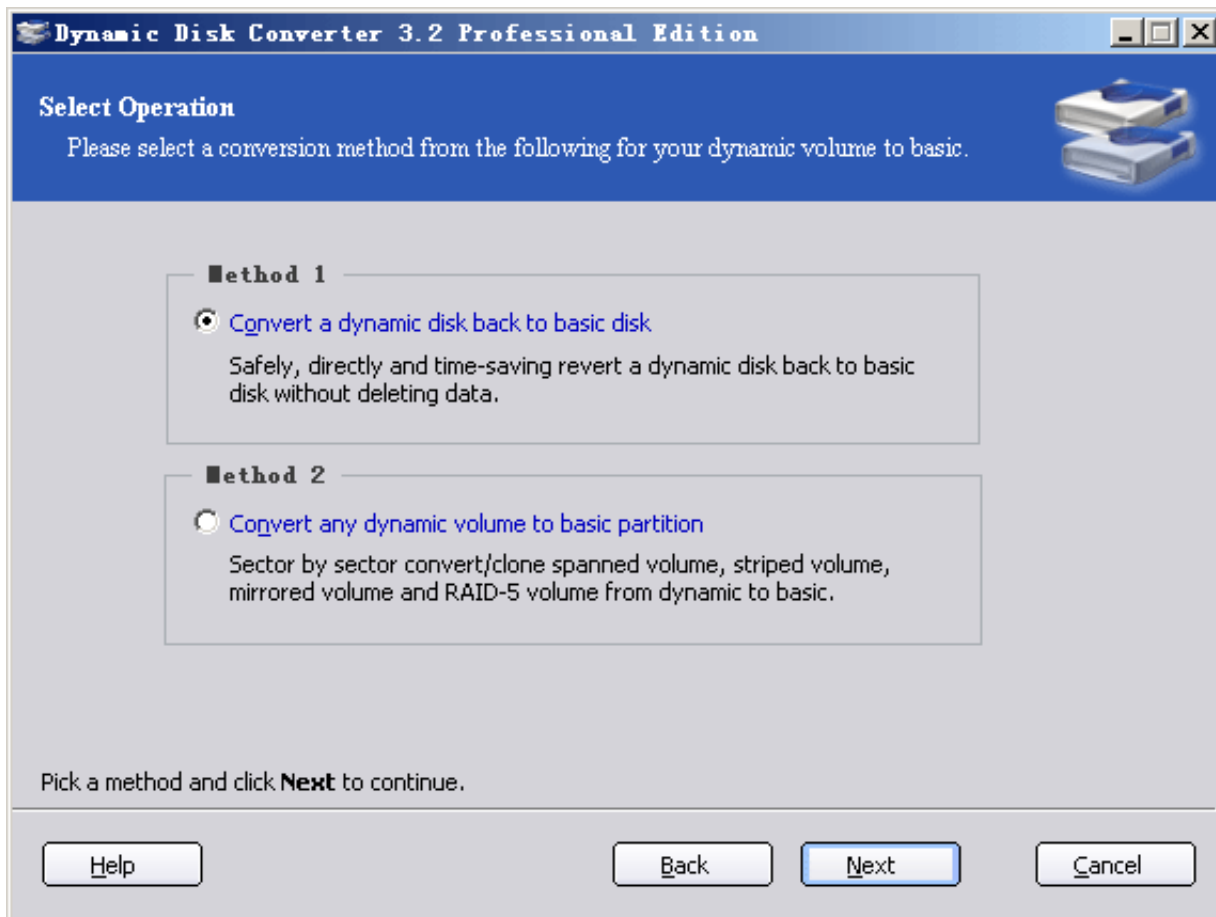 Dynamic Disk Converter 3.2 Professional Edition
Select Operation
Please select a conversion method from the following for your dynamic volume to basic.
Method 1
Convert a dynamic disk back to basic disk
Safely, directly and time-saving revert a dynamic disk back to basic
disk without deleting data.
Method 2
Convert any dynamic volume to basic partition
Sector by sector convert/clone spanned volume, striped volume,
mirrored volume and RAID-5 volume from dynamic to basic.
Pick a method and click Next to continue.
Help
Back
Next
Cancel